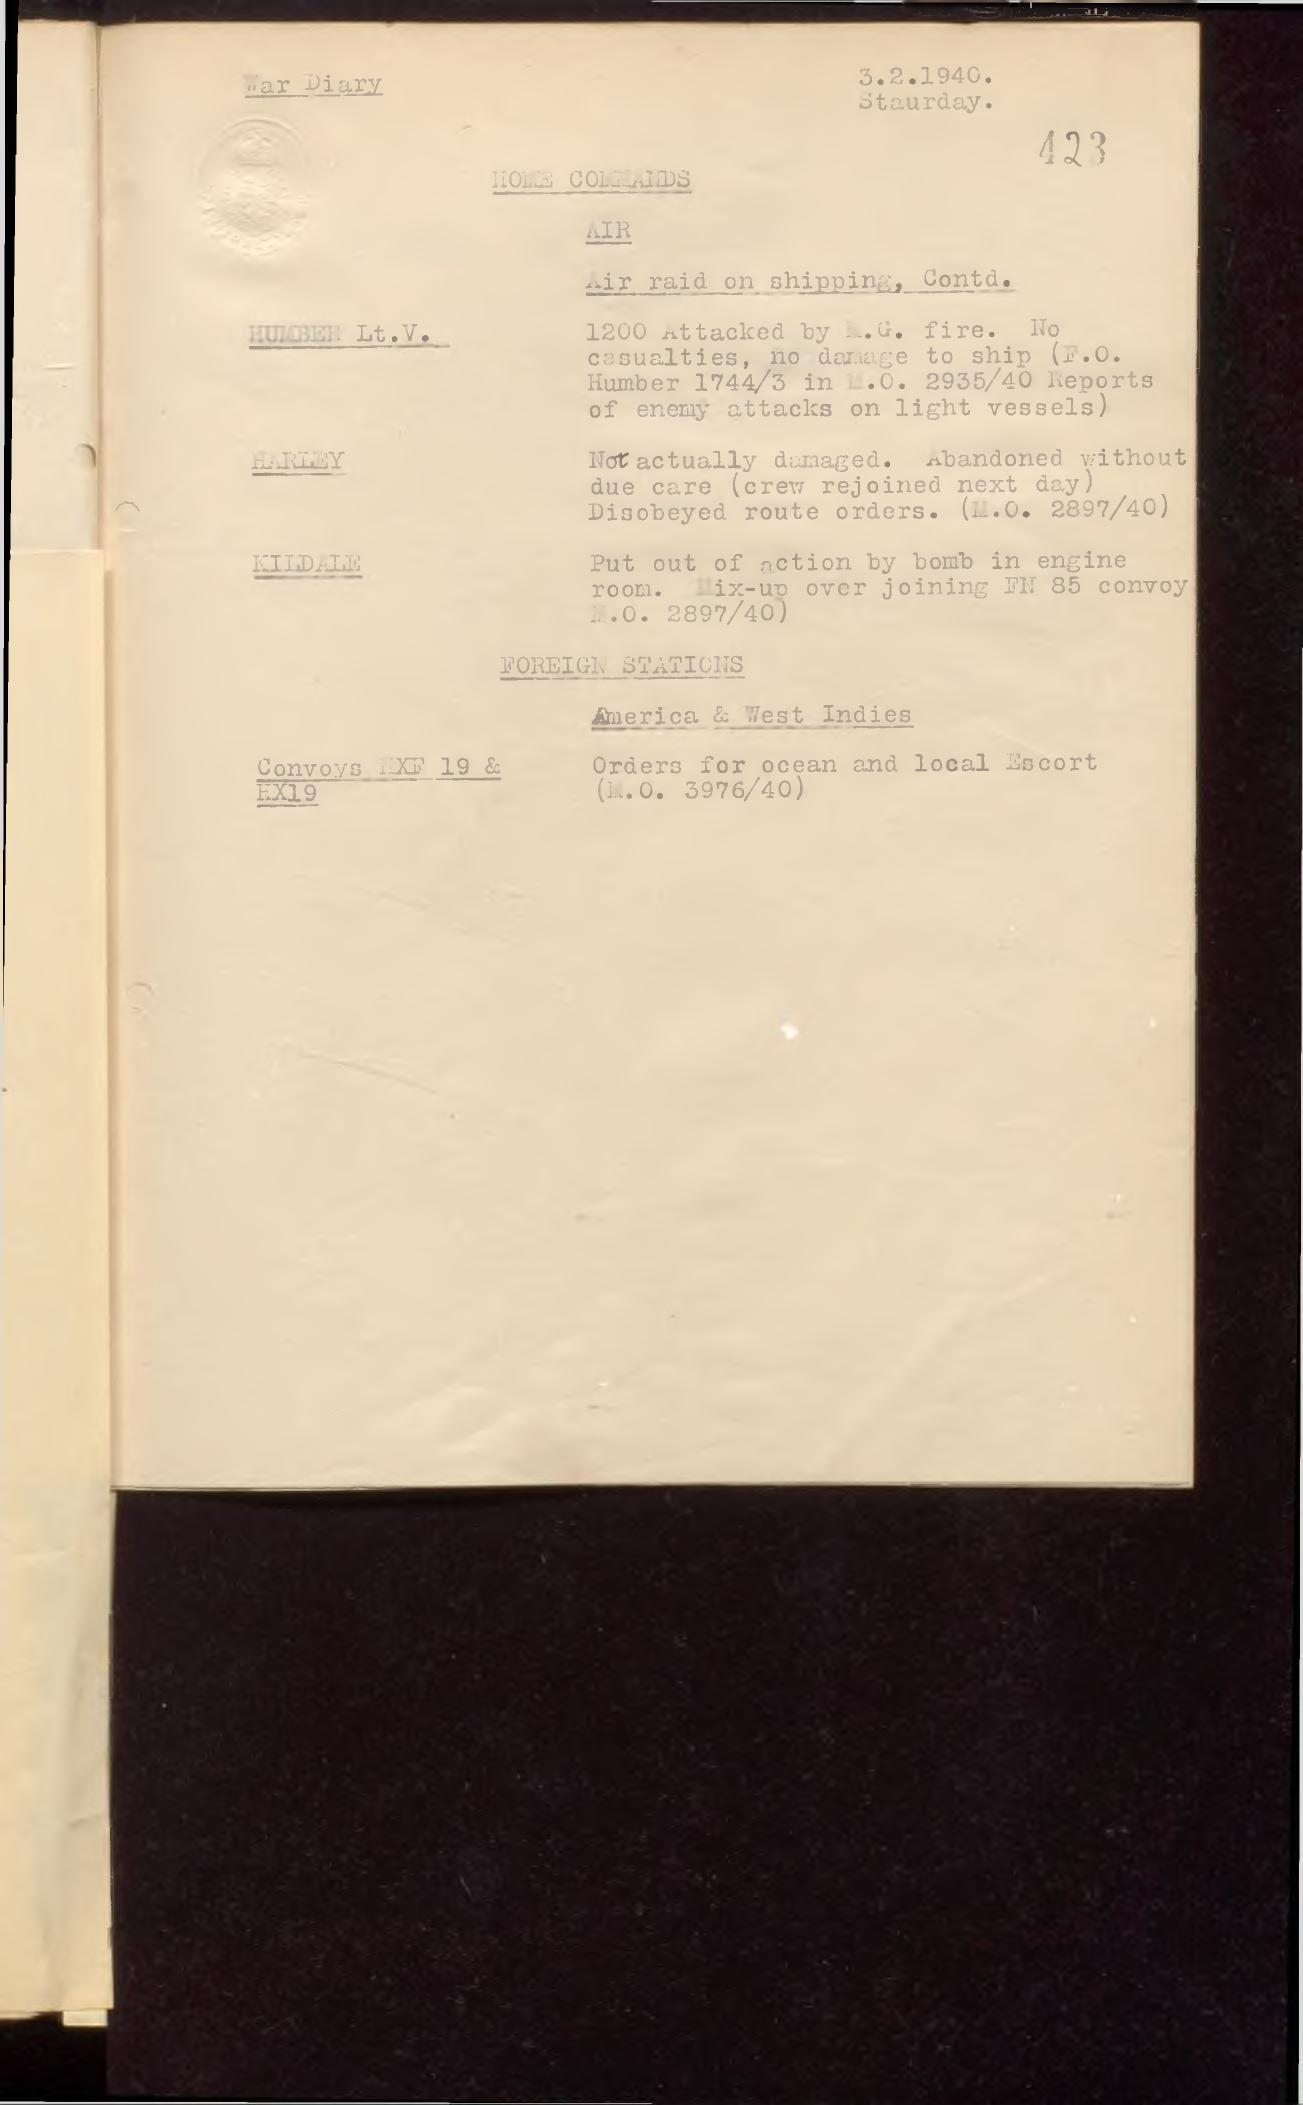 War Diary
3.2.1940.
Staurday.
423
HOME COMMANDS
AIR
Air raid on shipping, Contd.
HUMBER Lt.V.
1200 Attacked by M.G. fire. No
casualties, no damage to ship (F.O.
Humber 1744/3 in M.O. 2935/40 Reports
of enemy attacks on light vessels)
HARLEY
Not actually damaged. Abandoned without
due care (crew rejoined next day)
Disobeyed route orders. (M.O. 2897/40)
KILDALE
Put out of action by bomb in engine
room. Mix-up over joining FN 85 convoy
M.O. 2897/40)
FOREIGN STATIONS
America & West Indies
Convoys HXF 19 &
HX19
Orders for ocean and local Escort
(M.O. 3976/40)